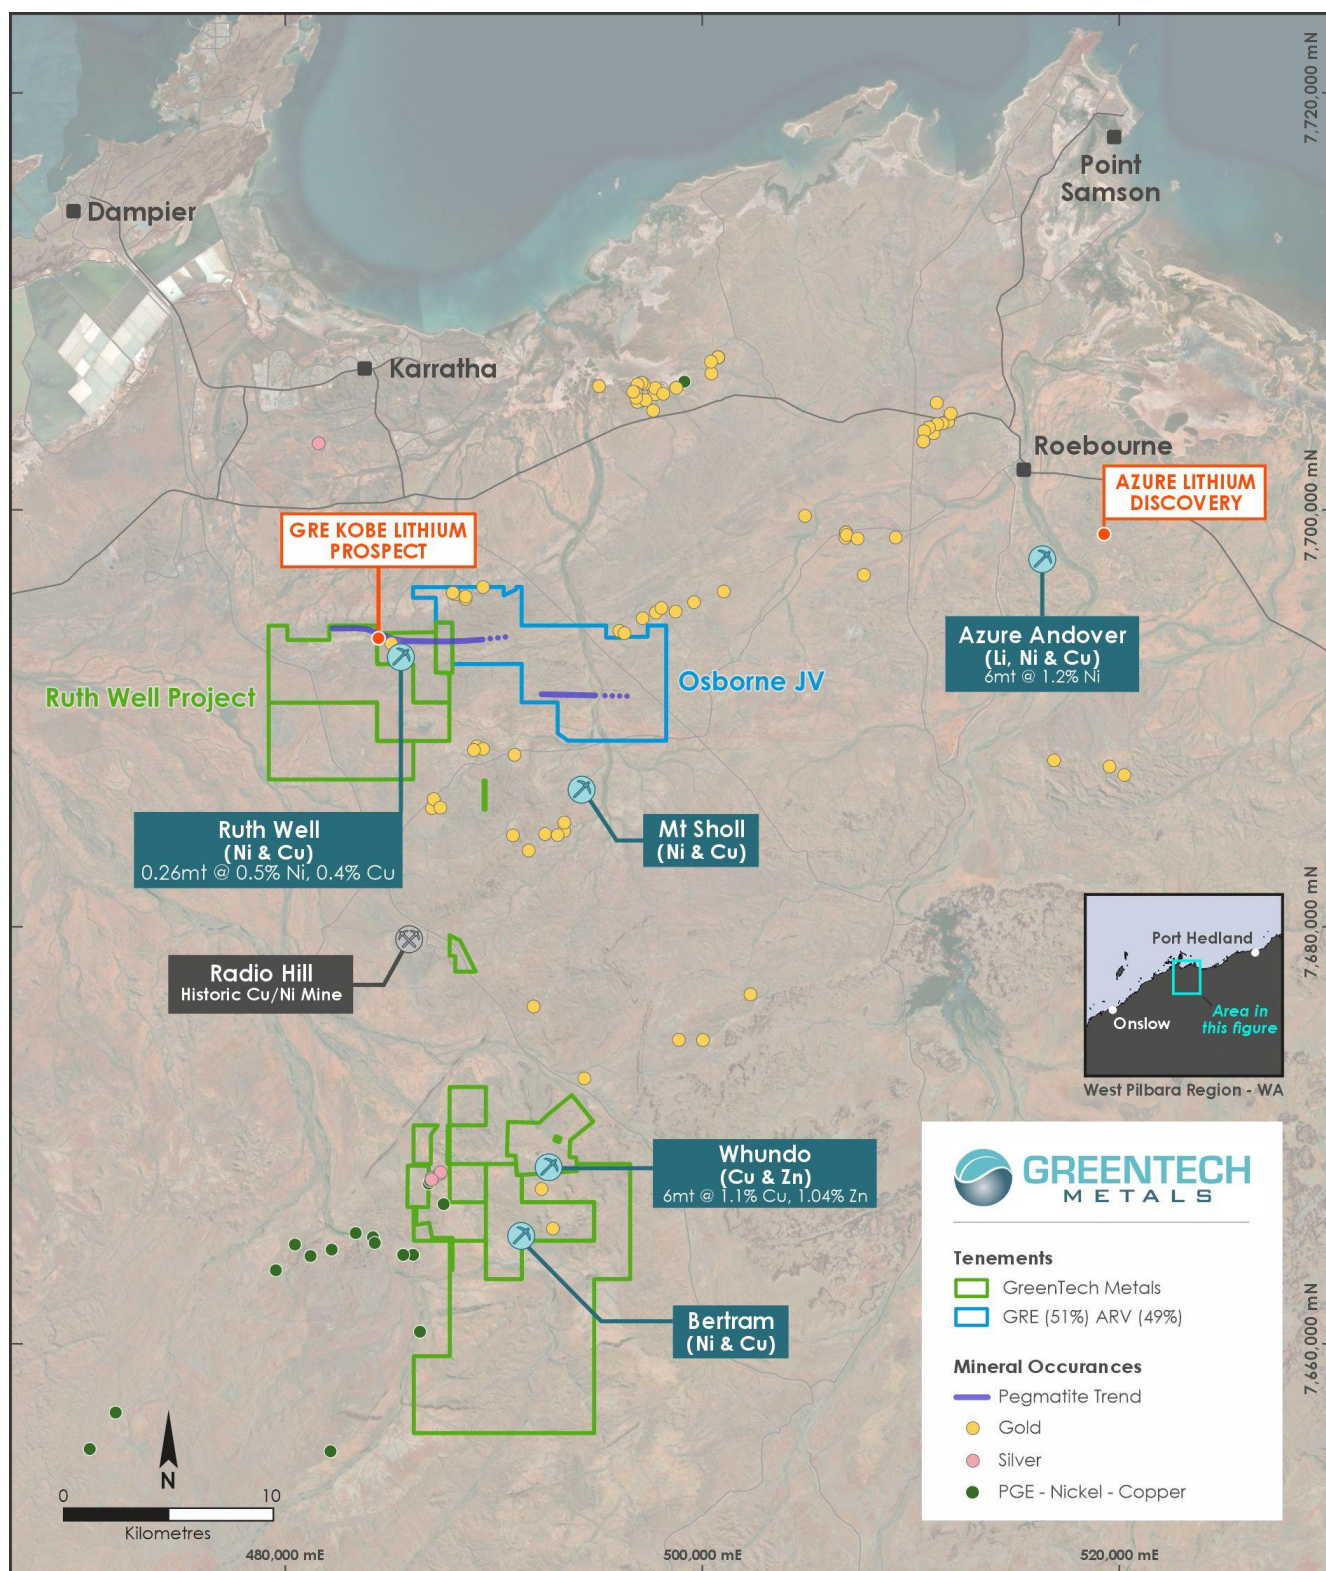 7,720,000 mN
Point
Samson
Dampier
Karratha
Roebourne
AZURE LITHIUM
DISCOVERY
7,700,000 mN
GRE KOBE LITHIUM
PROSPECT
Azure Andover
(Li, Ni & Cu)
6mt @ 1.2% Ni
Ruth Well Project
Osborne JV
Ruth Well
(Ni & Cu)
0.26mt @ 0.5% Ni, 0.4% Cu
Mt Sholl
(Ni & Cu)
7,680,000 mN
Radio Hill
Historic Cu/Ni Mine
Port Hedland
Onslow
Area in
this figure
West Pilbara Region - WA
Whundo
(Cu & Zn)
6mt @ 1.1% Cu, 1.04% Zn
Bertram
(Ni & Cu)
GREENTECH
METALS
Tenements
GreenTech Metals
GRE (51%) ARV (49%)
Mineral Occurances
Pegmatite Trend
Gold
Silver
PGE - Nickel - Copper
7,660,000 mN
N
0 10
Kilometres
480,000 mE
500,000 mE
520,000 mE